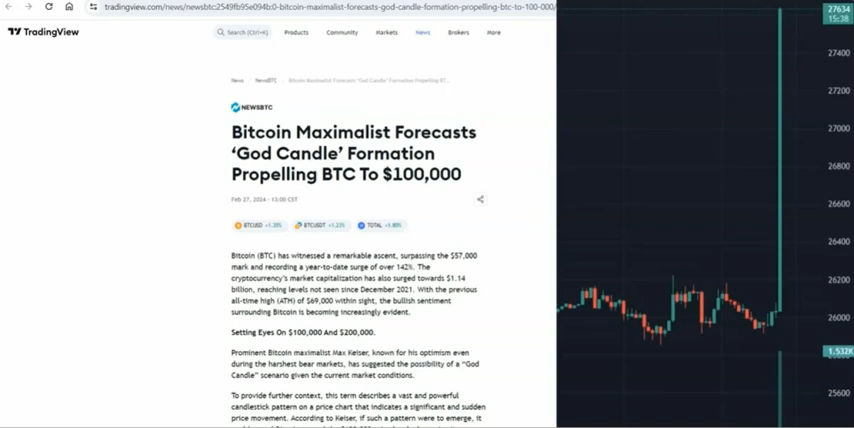 tradingview.com/news/newsbtc:2549fb95e094b:0-bitcoin-maximalist-forecasts-god-candle-formation-propelling-btc-to-100-000/
TradingView
Search (Ctrl+K) Products Community Markets News Brokers More
News NewsBTC Bitcoin Maximalist Forecasts 'God Candle' Formation Propelling BT...
NEWSBTC
Bitcoin Maximalist Forecasts
'God Candle' Formation
Propelling BTC To $100,000
Feb 27, 2024 • 13:00 CST
BTCUSD BTCUSDT TOTAL
Bitcoin (BTC) has witnessed a remarkable ascent, surpassing the $57,000
mark and recording a year-to-date surge of over 142%. The
cryptocurrency's market capitalization has also surged towards $1.14
billion, reaching levels not seen since December 2021. With the previous
all-time high (ATH) of $69,000 within sight, the bullish sentiment
surrounding Bitcoin is becoming increasingly evident.
Setting Eyes On $100,000 And $200,000.
Prominent Bitcoin maximalist Max Keiser, known for his optimism even
during the harshest bear markets, has suggested the possibility of a "God
Candle" scenario given the current market conditions.
To provide further context, this term describes a vast and powerful
candlestick pattern on a price chart that indicates a significant and sudden
price movement. According to Keiser, if such a pattern were to emerge, it
27634
15:38
27400
27200
27000
26800
26600
26400
26200
26000
1.532K
25600